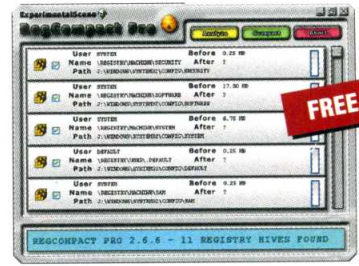 ExperimentalScene
RegCompact Pro
Analyze Compact About
User SYSTEM Before 0.25 MB
Name \REGISTRY\MACHINE\SECURITY After ?
Path J:\WINDOWS\SYSTEM32\CONFIG\SECURITY
User SYSTEM Before 17.50 MB
Name \REGISTRY\MACHINE\SOFTWARE After ?
Path J:\WINDOWS\SYSTEM32\CONFIG\SOFTWARE
FREE
User SYSTEM Before 6.75 MB
Name \REGISTRY\MACHINE\SYSTEM After ?
Path J:\WINDOWS\SYSTEM32\CONFIG\SYSTEM
User DEFAULT Before 0.25 MB
Name \REGISTRY\USER\.DEFAULT After ?
Path J:\WINDOWS\SYSTEM32\CONFIG\DEFAULT
User SYSTEM Before 0.25 MB
Name \REGISTRY\MACHINE\SAM After ?
Path J:\WINDOWS\SYSTEM32\CONFIG\SAM
REGCOMPACT PRO 2.6.6 - 11 REGISTRY HIVES FOUND